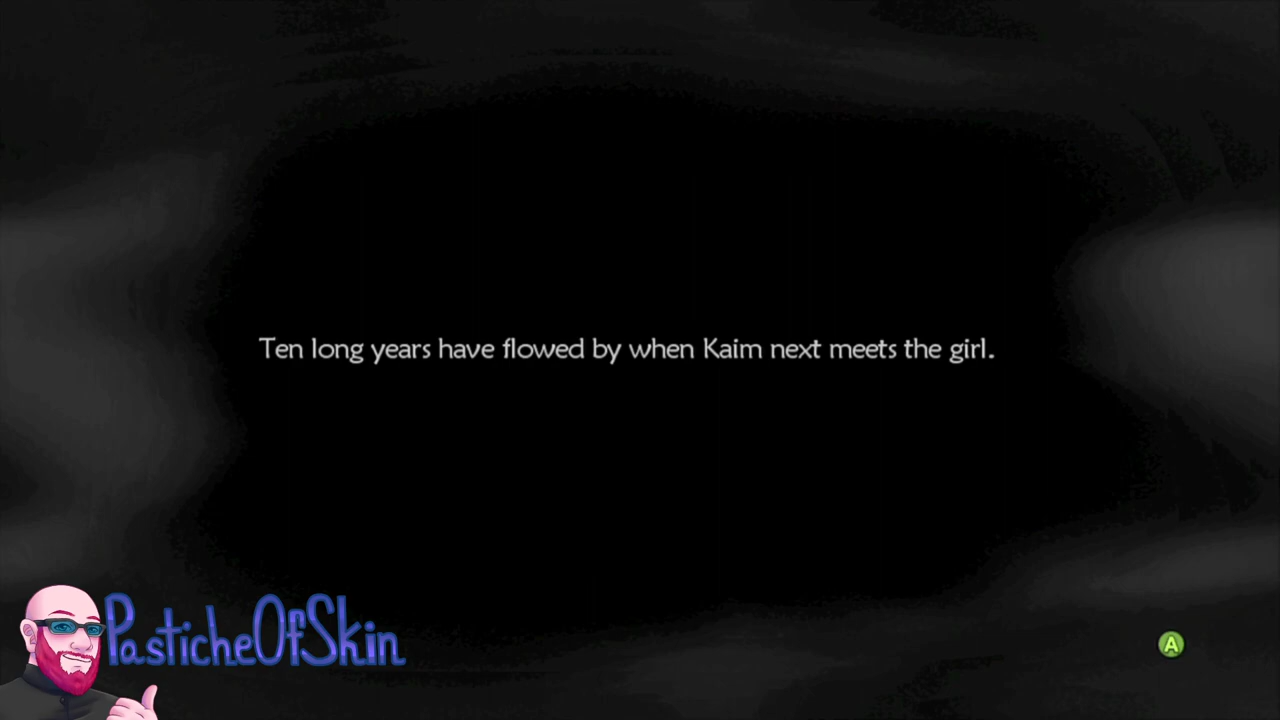 Ten long years have flowed by when Kaim next meets the girl.
PasticheOfSkin
A